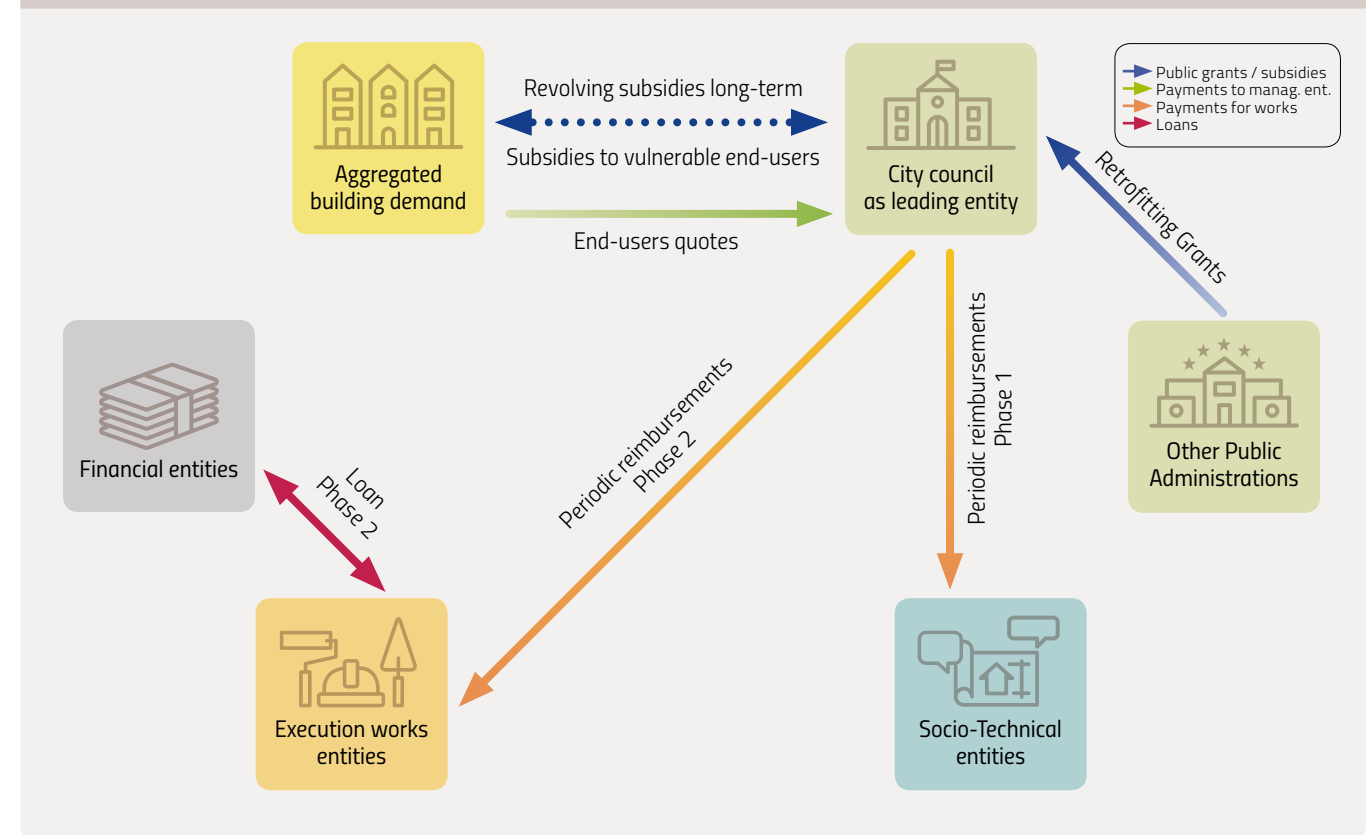 Revolving subsidies long-term
Subsidies to vulnerable end-users
End-users quotes
Aggregated
building demand
City council
as leading entity
Public grants / subsidies
Payments to manag. ent.
Payments for works
Loans
Retrofitting Grants
Financial entities
Loan
Phase 2
Periodic reimbursements
Phase 2
Periodic reimbursements
Phase 1
Other Public
Administrations
Execution works
entities
Socio-Technical
entities